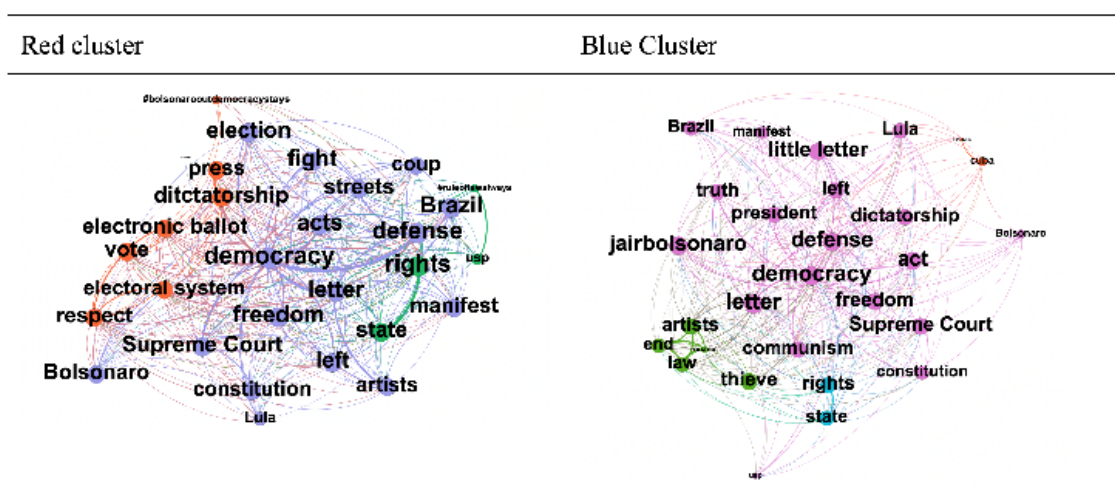 Red cluster
Blue Cluster
#bolsonarooutdemocracystays
election
press
fight
coup
ditctatorship
streets
Brazil
electronic ballot
acts
defense
vote
democracy
rights
usp
electoral system
letter
manifest
respect
freedom
state
Supreme Court
left
Bolsonaro
constitution
artists
Lula
Brazil
manifest
Lula
little letter
cuba
truth
left
president
dictatorship
jairbolsonaro
defense
Bolsonaro
democracy
act
letter
freedom
artists
Supreme Court
end
communism
law
thieve
rights
constitution
state
usp